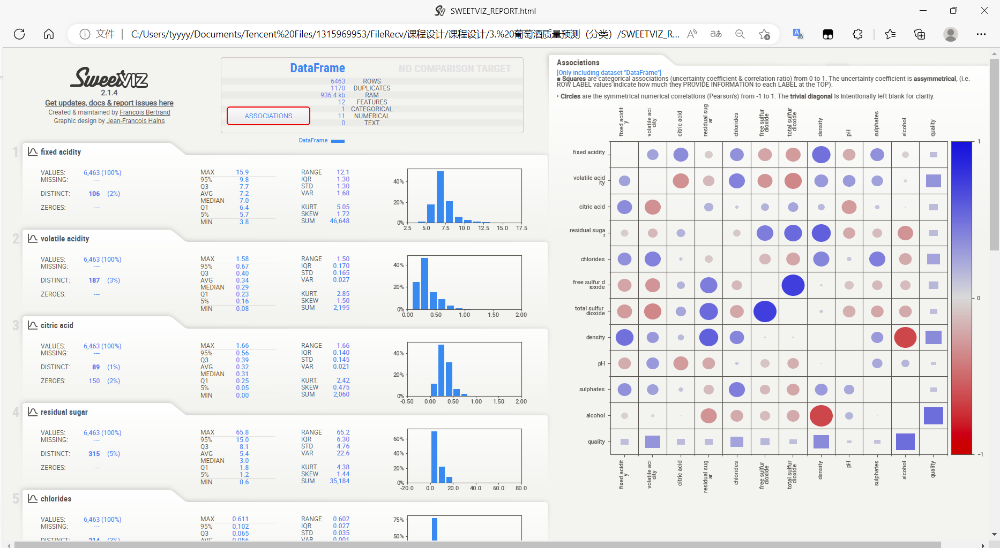 SWEETVIZ_REPORT.html
文件 | C:/Users/tyyyy/Documents/Tencent%20Files/1315969953/FileRecv/课程设计/课程设计/3.%20葡萄酒质量预测（分类）/SWEETVIZ_R...
SweetVIZ
2.1.4
Get updates, docs & report issues here
Created & maintained by Francois Bertrand
Graphic design by Jean-Francois Hains
DataFrame NO COMPARISON TARGET
6463 ROWS
1170 DUPLICATES
936.4 kb RAM
12 FEATURES
1 CATEGORICAL
ASSOCIATIONS 11 NUMERICAL
0 TEXT
DataFrame
1 fixed acidity
VALUES: 6,463 (100%)
MISSING: ---
DISTINCT: 106 (2%)
ZEROES: ---
MAX 15.9
95% 9.8
Q3 7.7
AVG 7.2
MEDIAN 7.0
Q1 6.4
5% 5.7
MIN 3.8
RANGE 12.1
IQR 1.30
STD 1.30
VAR 1.68
KURT. 5.05
SKEW 1.72
SUM 46,648
40%
20%
0%
2.5 5.0 7.5 10.0 12.5 15.0 17.5
2 volatile acidity
VALUES: 6,463 (100%)
MISSING: ---
DISTINCT: 187 (3%)
ZEROES: ---
MAX 1.58
95% 0.67
Q3 0.40
AVG 0.34
MEDIAN 0.29
Q1 0.23
5% 0.16
MIN 0.08
RANGE 1.50
IQR 0.170
STD 0.165
VAR 0.027
KURT. 2.85
SKEW 1.50
SUM 2,195
40%
20%
0%
0.00 0.50 1.00 1.50 2.00
3 citric acid
VALUES: 6,463 (100%)
MISSING: ---
DISTINCT: 89 (1%)
ZEROES: 150 (2%)
MAX 1.66
95% 0.56
Q3 0.39
AVG 0.32
MEDIAN 0.31
Q1 0.25
5% 0.05
MIN 0.00
RANGE 1.66
IQR 0.140
STD 0.145
VAR 0.021
KURT. 2.42
SKEW 0.475
SUM 2,060
40%
20%
0%
-0.50 0.00 0.50 1.00 1.50 2.00
4 residual sugar
VALUES: 6,463 (100%)
MISSING: ---
DISTINCT: 315 (5%)
ZEROES: ---
MAX 65.8
95% 15.0
Q3 8.1
AVG 5.4
MEDIAN 3.0
Q1 1.8
5% 1.2
MIN 0.6
RANGE 65.2
IQR 6.30
STD 4.76
VAR 22.6
KURT. 4.38
SKEW 1.44
SUM 35,184
60%
40%
20%
0%
-20.0 0.0 20.0 40.0 60.0 80.0
5 chlorides
VALUES: 6,463 (100%)
MISSING: ---
DISTINCT: 214 (3%)
MAX 0.611
95% 0.102
Q3 0.065
AVG 0.056
RANGE 0.602
IQR 0.027
STD 0.035
VAR 0.001
75%
50%
Associations
[Only including dataset "DataFrame"]
■ Squares are categorical associations (uncertainty coefficient & correlation ratio) from 0 to 1. The uncertainty coefficient is assymmetrical, (i.e.
ROW LABEL values indicate how much they PROVIDE INFORMATION to each LABEL at the TOP).
• Circles are the symmetrical numerical correlations (Pearson's) from -1 to 1. The trivial diagonal is intentionally left blank for clarity.
fixed acidit
y
volatile aci
dity
citric acid
residual sug
ar
chlorides
free sulfur
dioxide
total sulfur
dioxide
density
pH
sulphates
alcohol
quality
fixed acidity
volatile acid
ity
citric acid
residual suga
r
chlorides
free sulfur d
ioxide
total sulfur
dioxide
density
pH
sulphates
alcohol
quality
1
0
-1
fixed acidit
y
volatile aci
dity
citric acid
residual sug
ar
chlorides
free sulfur
dioxide
total sulfur
dioxide
density
pH
sulphates
alcohol
quality